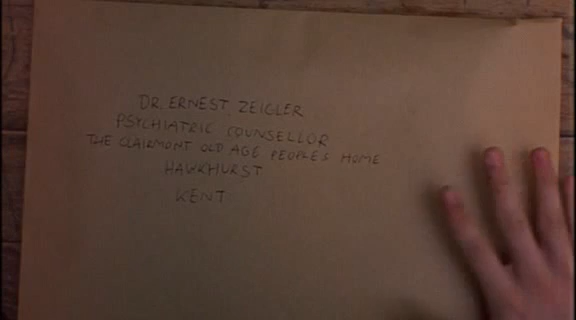 DR. ERNEST. ZEIGLER
PSYCHIATRIC COUNSELLOR
THE CLAIRMONT OLD AGE PEOPLE'S HOME
HAWKHURST
KENT